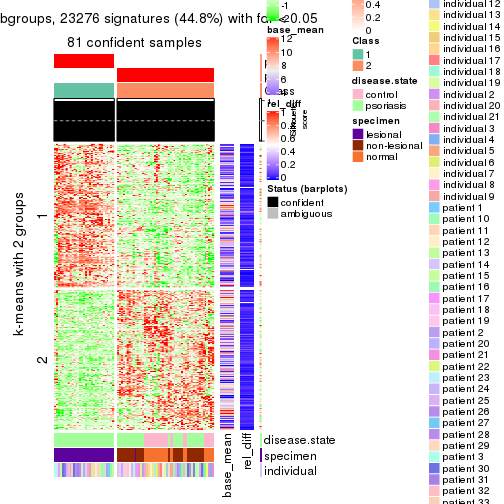 bgroups, 23276 signatures (44.8%) with fdr < 0.05
81 confident samples
k-means with 2 groups
1
2
base_mean
rel_diff
disease.state
specimen
individual
-1
-2
base_mean
12
10
8
6
4
rel_diff
1
0.8
0.6
0.4
0.2
0
Silhouette
score
Status (barplots)
confident
ambiguous
0.4
0.2
0
Class
1
2
disease.state
control
psoriasis
specimen
lesional
non-lesional
normal
individual 12
individual 13
individual 14
individual 15
individual 16
individual 17
individual 18
individual 19
individual 2
individual 20
individual 21
individual 3
individual 4
individual 5
individual 6
individual 7
individual 8
individual 9
patient 1
patient 10
patient 11
patient 12
patient 13
patient 14
patient 15
patient 16
patient 17
patient 18
patient 19
patient 2
patient 20
patient 21
patient 22
patient 23
patient 24
patient 25
patient 26
patient 27
patient 28
patient 29
patient 3
patient 30
patient 31
patient 32
patient 33